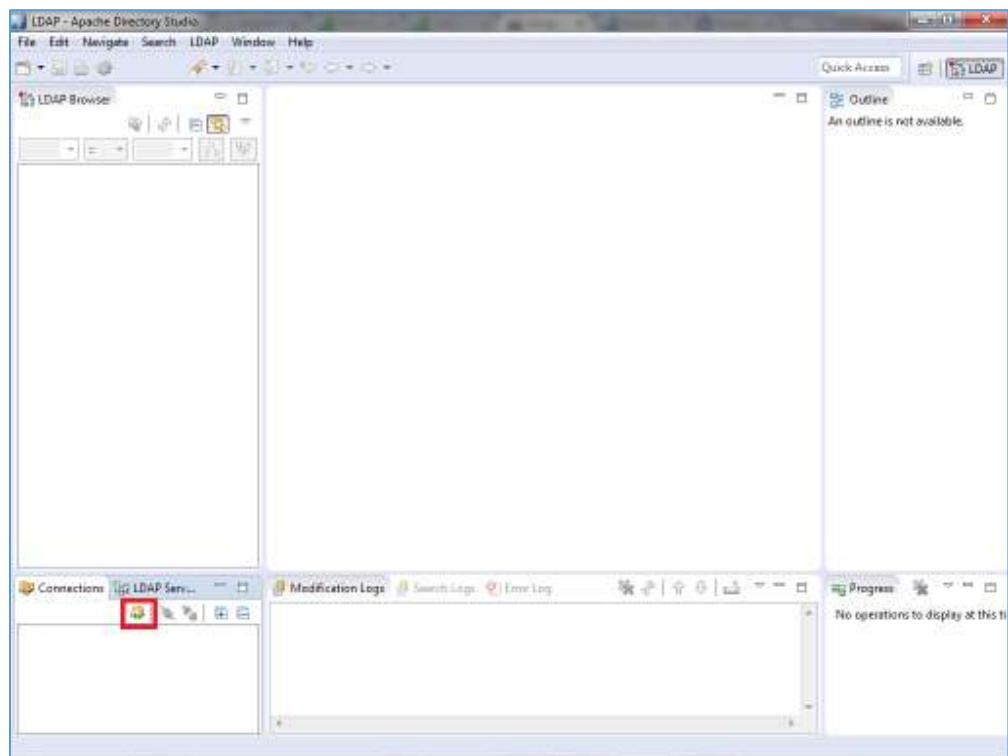 LDAP - Apache Directory Studio
File Edit Navigate Search LDAP Window Help
Quick Access LDAP
LDAP Browser
=
Outline
An outline is not available.
Connections LDAP Serv...
Modification Logs Search Logs Error Log
Progress
No operations to display at this ti